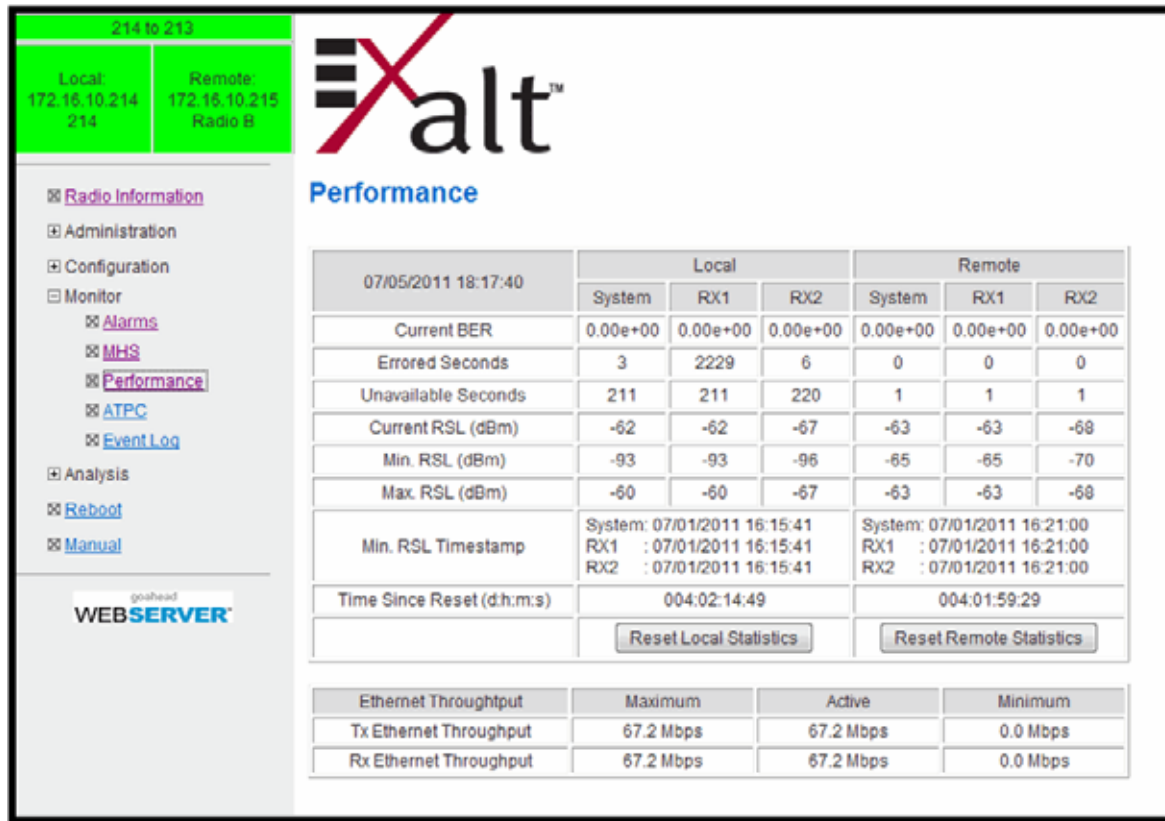 214 to 213
Local:
172.16.10.214
214
Remote:
172.16.10.215
Radio B
EXalt™
Radio Information
Administration
Configuration
Monitor
Alarms
MHS
Performance
ATPC
Event Log
Analysis
Reboot
Manual
goahead
WEBSERVER
Performance
07/05/2011 18:17:40 Local Remote
System RX1 RX2 System RX1 RX2
Current BER 0.00e+00 0.00e+00 0.00e+00 0.00e+00 0.00e+00 0.00e+00
Errored Seconds 3 2229 6 0 0 0
Unavailable Seconds 211 211 220 1 1 1
Current RSL (dBm) -62 -62 -67 -63 -63 -68
Min. RSL (dBm) -93 -93 -96 -65 -65 -70
Max. RSL (dBm) -60 -60 -67 -63 -63 -68
Min. RSL Timestamp
System: 07/01/2011 16:15:41 System: 07/01/2011 16:21:00
RX1 : 07/01/2011 16:15:41 RX1 : 07/01/2011 16:21:00
RX2 : 07/01/2011 16:15:41 RX2 : 07/01/2011 16:21:00
Time Since Reset (d:h:m:s) 004:02:14:49 004:01:59:29
Reset Local Statistics Reset Remote Statistics
Ethernet Throughtput Maximum Active Minimum
Tx Ethernet Throughput 67.2 Mbps 67.2 Mbps 0.0 Mbps
Rx Ethernet Throughput 67.2 Mbps 67.2 Mbps 0.0 Mbps